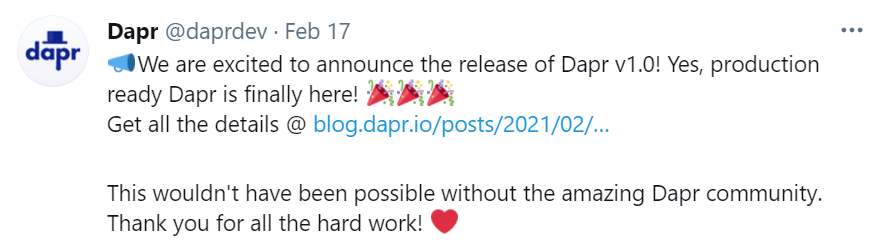 dapr
Dapr @daprdev · Feb 17
📣We are excited to announce the release of Dapr v1.0! Yes, production
ready Dapr is finally here! 🎉🎉🎉
Get all the details @ blog.dapr.io/posts/2021/02/...
This wouldn't have been possible without the amazing Dapr community.
Thank you for all the hard work! ❤️